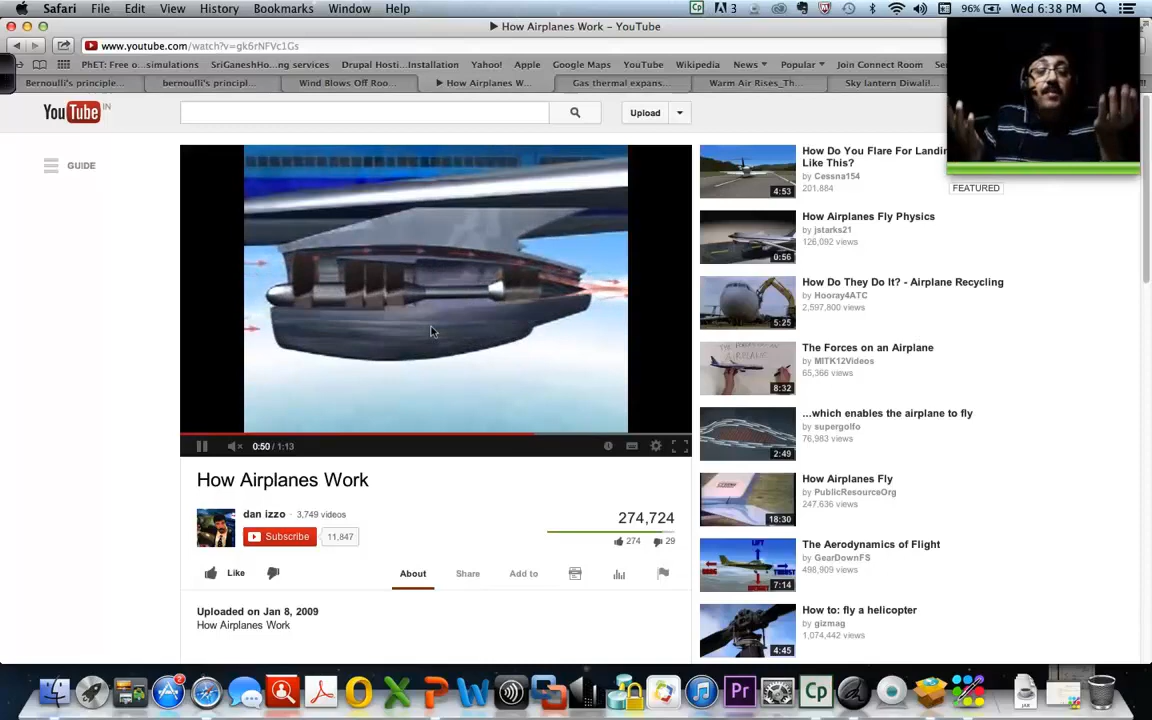 Safari File Edit View History Bookmarks Window Help
3 96% Wed 6:38 PM
How Airplanes Work – YouTube
www.youtube.com/watch?v=gk6rNFVc1Gs
PhET: Free o...simulations SriGaneshHo...ng services Drupal Hosti...Installation Yahoo! Apple Google Maps YouTube Wikipedia News Popular Join Connect Room
Bernoulli's principle... bernoulli's principl... Wind Blows Off Roo... How Airplanes W... Gas thermal expans... Warm Air Rises_Th... Sky lantern Diwali...
YouTube IN
Upload
GUIDE
How Do You Flare For Landin
Like This?
by Cessna154
201,884
4:53
FEATURED
How Airplanes Fly Physics
by jstarks21
126,092 views
0:56
How Do They Do It? - Airplane Recycling
by Hooray4ATC
2,597,800 views
5:25
The Forces on an Airplane
by MITK12Videos
65,366 views
8:32
...which enables the airplane to fly
by supergolfo
76,983 views
2:49
How Airplanes Fly
by PublicResourceOrg
247,636 views
18:30
The Aerodynamics of Flight
by GearDownFS
498,909 views
LIFT
7:14
How to: fly a helicopter
by gizmag
1,074,442 views
4:45
0:50 / 1:13
How Airplanes Work
dan izzo · 3,749 videos
Subscribe 11,847
274,724
274 29
Like About Share Add to
Uploaded on Jan 8, 2009
How Airplanes Work
Pr Cp